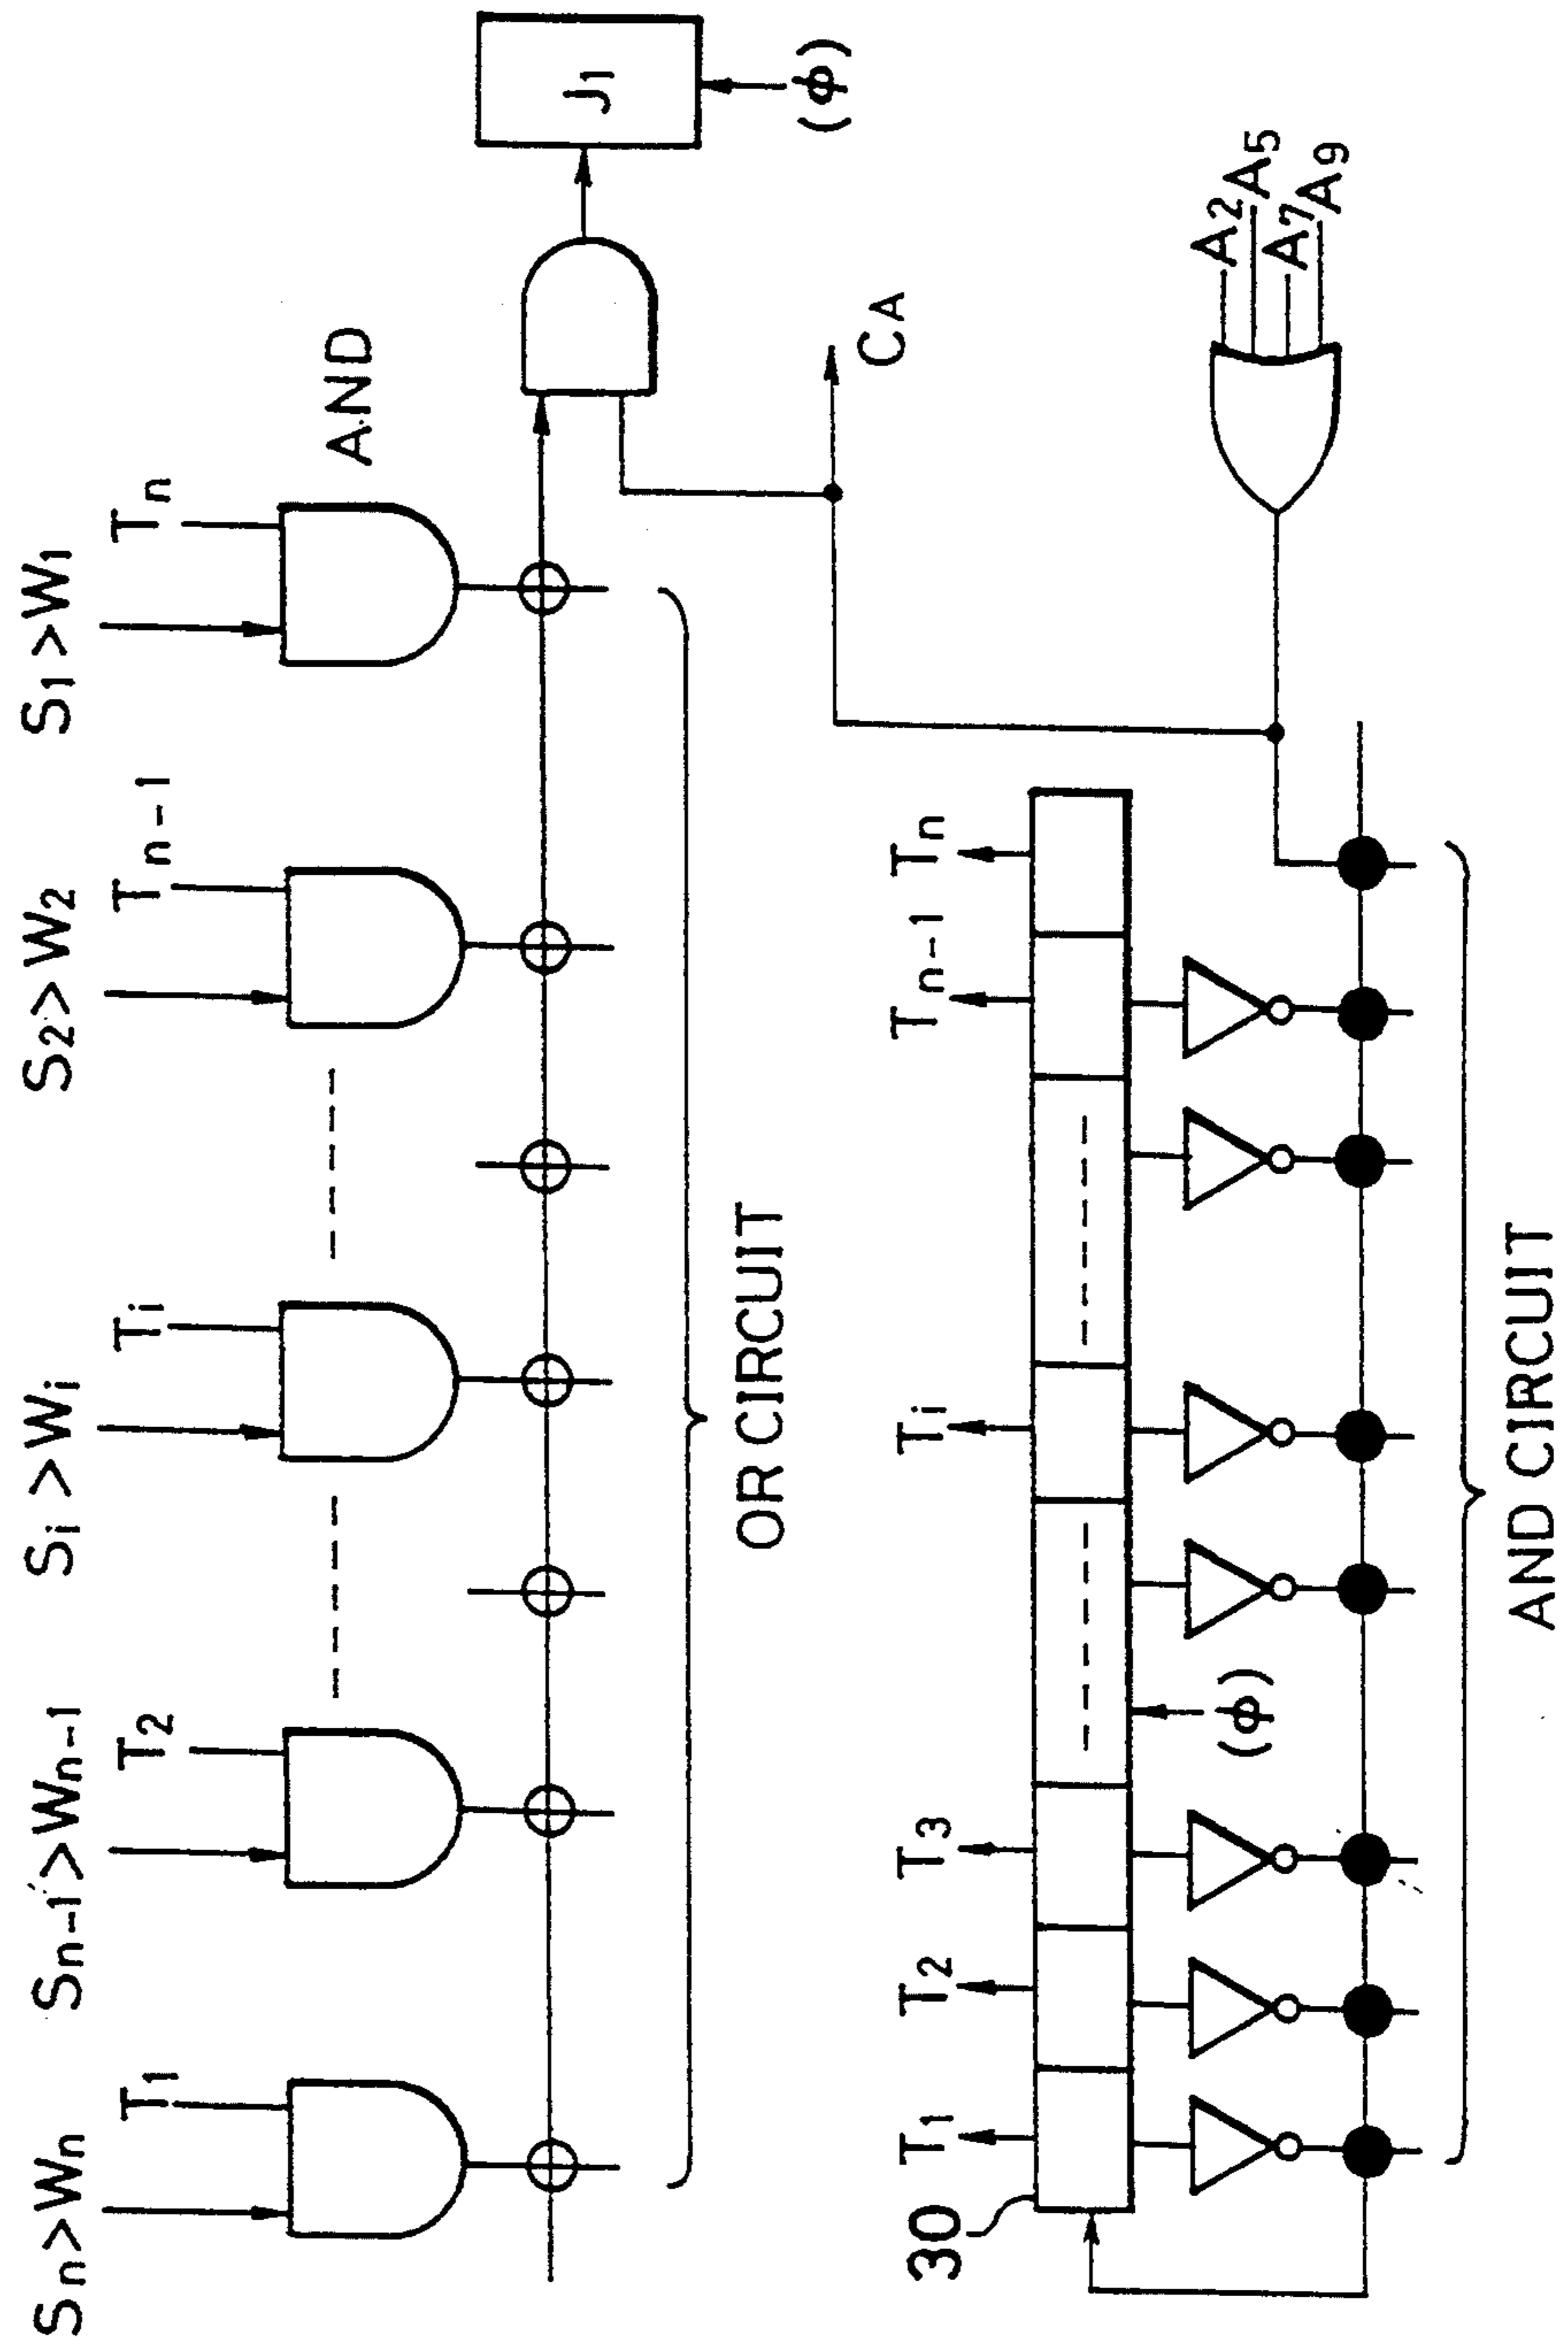 Sn>Wn
Sn-1>Wn-1
Si>Wi
S2>W2
S1>W1
T1
T2
Ti
Tn-1
Tn
AND
J1
(ϕ)
OR CIRCUIT
CA
30
T1
T2
T3
Ti
Tn-1
Tn
(ϕ)
A2
A5
A7
A9
AND CIRCUIT